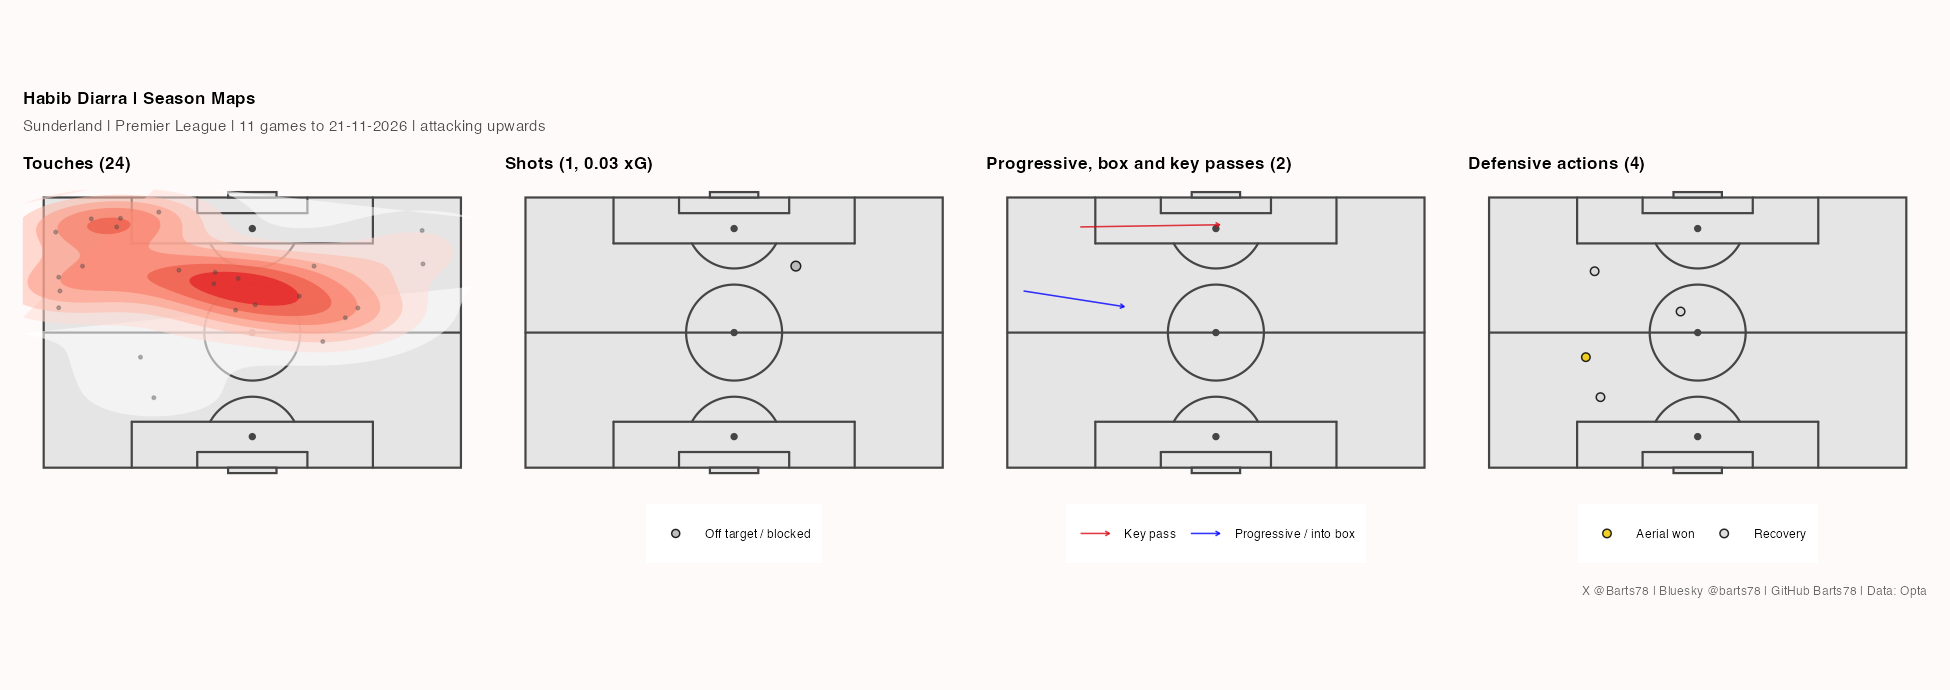 Habib Diarra | Season Maps
Sunderland | Premier League | 11 games to 21-11-2026 | attacking upwards
Touches (24)
Shots (1, 0.03 xG)
Progressive, box and key passes (2)
Defensive actions (4)
Off target / blocked
Key pass
Progressive / into box
Aerial won
Recovery
X @Barts78 | Bluesky @barts78 | GitHub Barts78 | Data: Opta